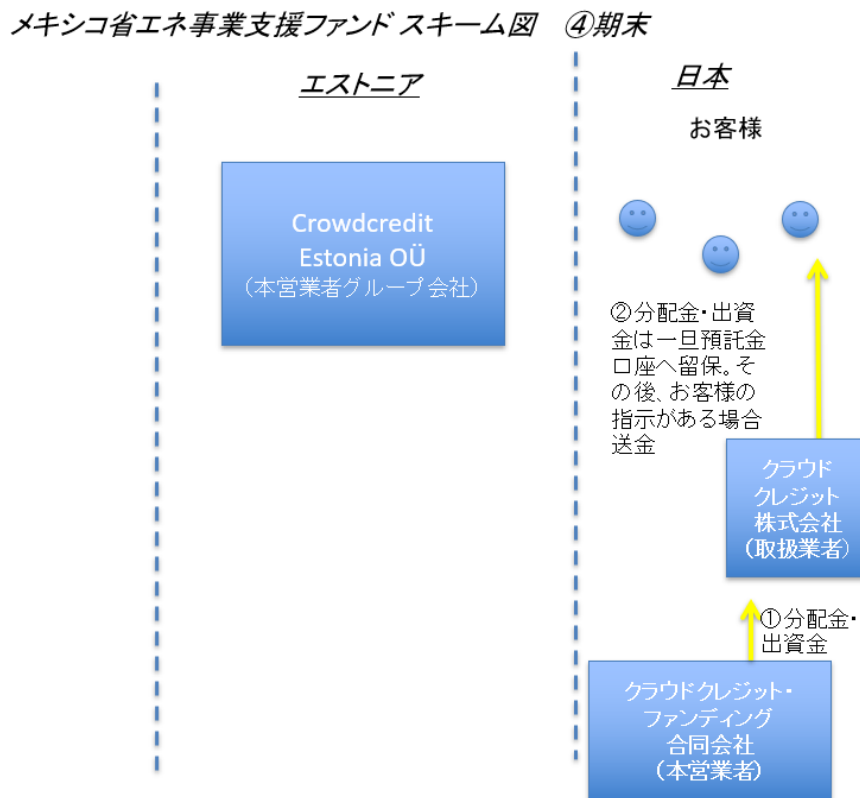 メキシコ省エネ事業支援ファンド スキーム図　④期末
エストニア
日本
お客様
Crowdcredit
Estonia OÜ
（本営業者グループ会社）
②分配金・出資
金は一旦預託金
口座へ留保。そ
の後、お客様の
指示がある場合
送金
クラウド
クレジット
株式会社
（取扱業者）
①分配金・
出資金
クラウドクレジット・
ファンディング
合同会社
（本営業者）